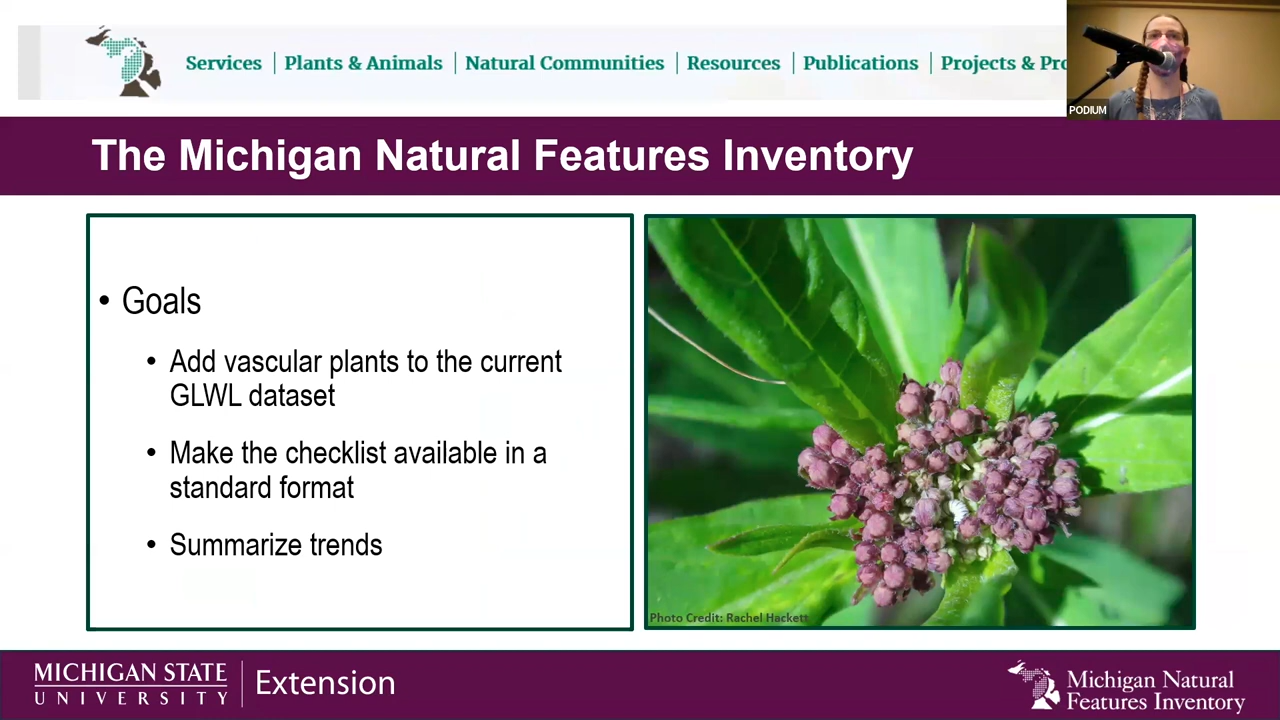 Services | Plants & Animals | Natural Communities | Resources | Publications | Projects & Pro
PODIUM
The Michigan Natural Features Inventory
• Goals
• Add vascular plants to the current
GLWL dataset
• Make the checklist available in a
standard format
• Summarize trends
Photo Credit: Rachel Hackett
MICHIGAN STATE
UNIVERSITY
Extension
Michigan Natural
Features Inventory